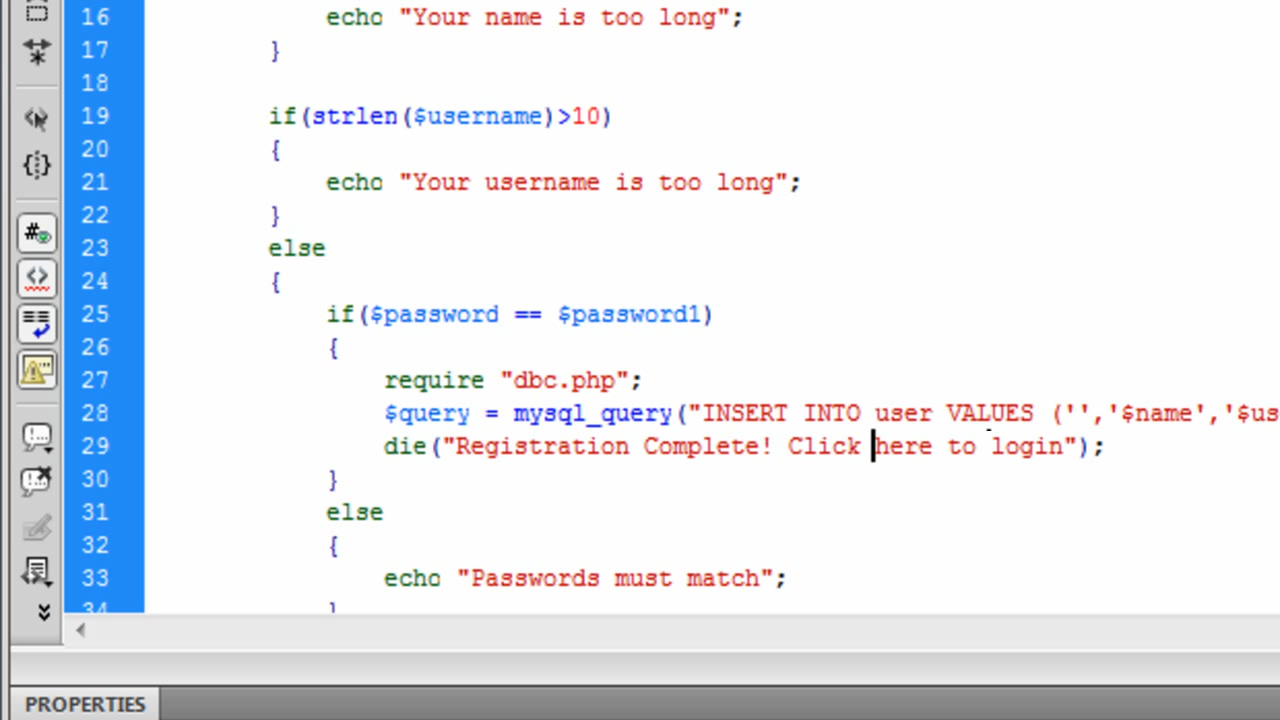 16 echo "Your name is too long";
17 }
18
19 if(strlen($username)>10)
20 {
21 echo "Your username is too long";
22 }
23 else
24 {
25 if($password == $password1)
26 {
27 require "dbc.php";
28 $query = mysql_query("INSERT INTO user VALUES ('','$name','$us
29 die("Registration Complete! Click here to login");
30 }
31 else
32 {
33 echo "Passwords must match";
34 }
PROPERTIES